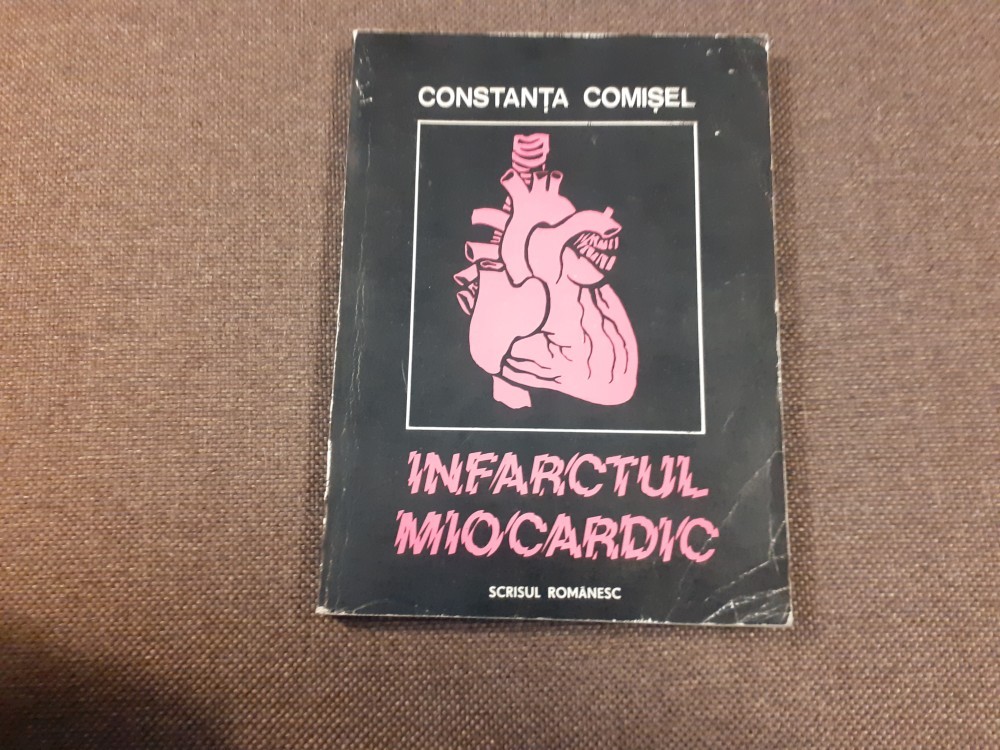 CONSTANȚA COMIȘEL
INFARCTUL
MIOCARDIC
SCRISUL ROMÂNESC